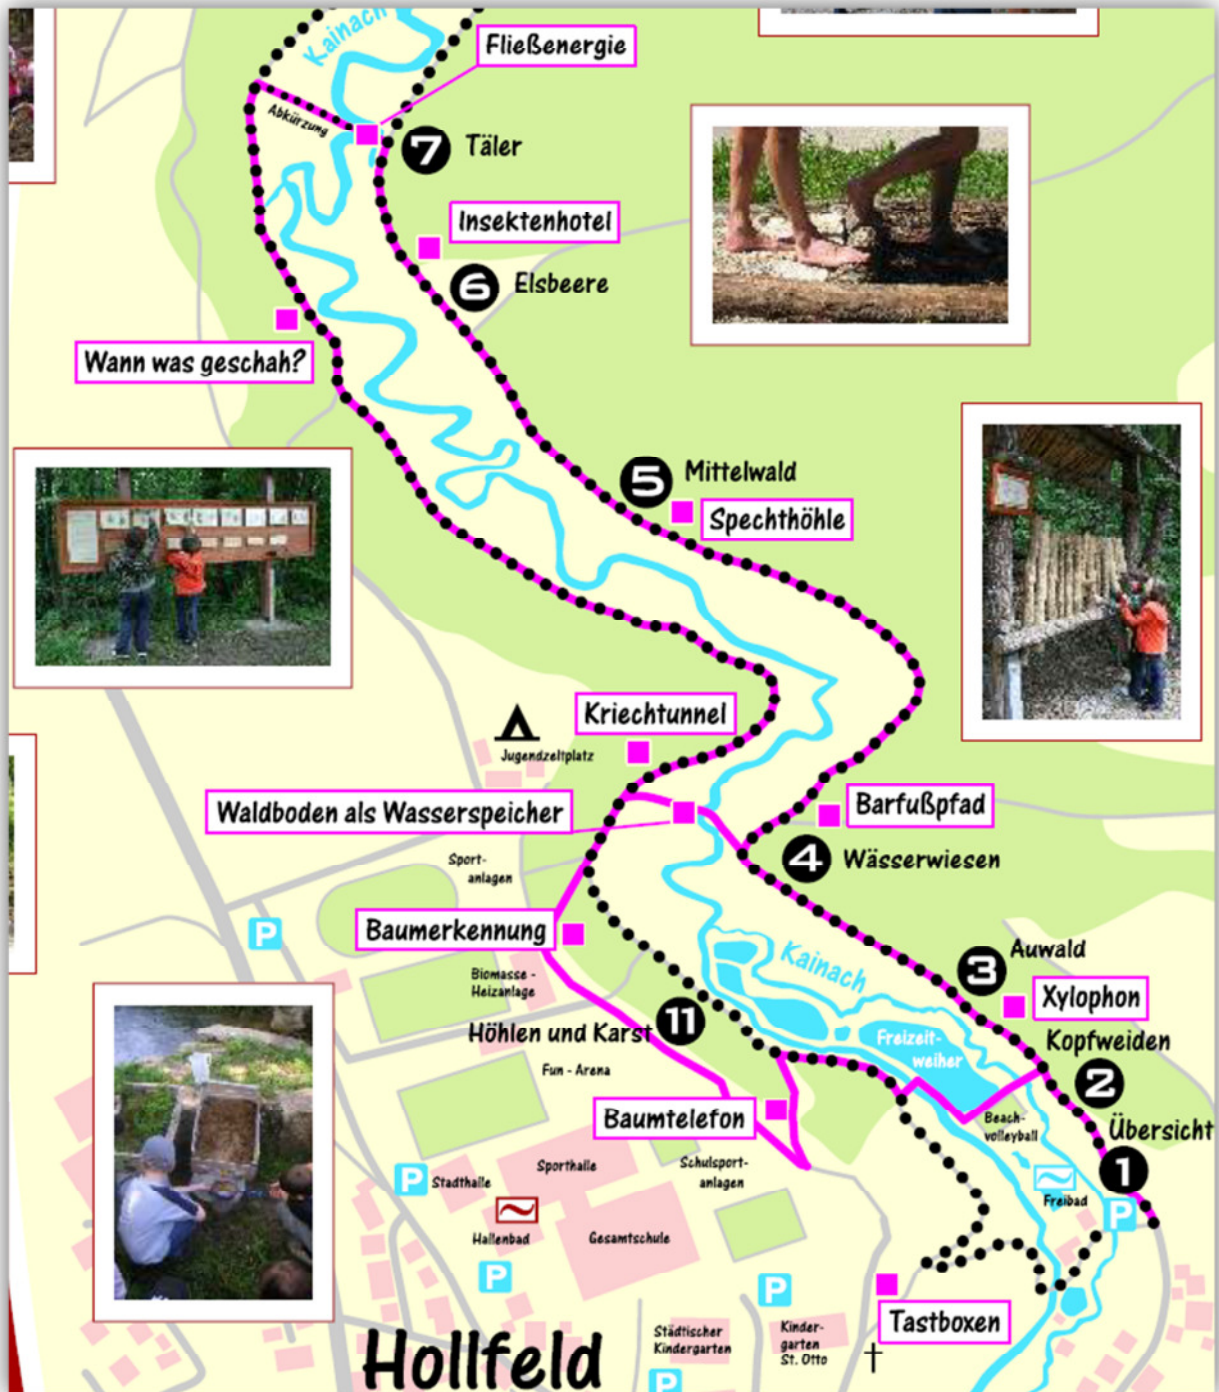 Kainach
Fließenergie
Abkürzung
7 Täler
Insektenhotel
6 Elsbeere
Wann was geschah?
5 Mittelwald
Spechthöhle
Kriechtunnel
Jugendzeltplatz
Waldboden als Wasserspeicher
Barfußpfad
4 Wässerwiesen
Sport-
anlagen
P
Baumerkennung
3 Auwald
Kainach
Biomasse -
Heizanlage
Xylophon
11
Höhlen und Karst
Freizeit-
weiher
Kopfweiden
2
Fun - Arena
Baumtelefon
Beach-
volleyball
Übersicht
1
P
Stadthalle
Sporthalle
Schulsport-
anlagen
Freibad
P
Hallenbad
Gesamtschule
P
P
Tastboxen
Hollfeld
Städtischer
Kindergarten
Kinder-
garten
St. Otto
P